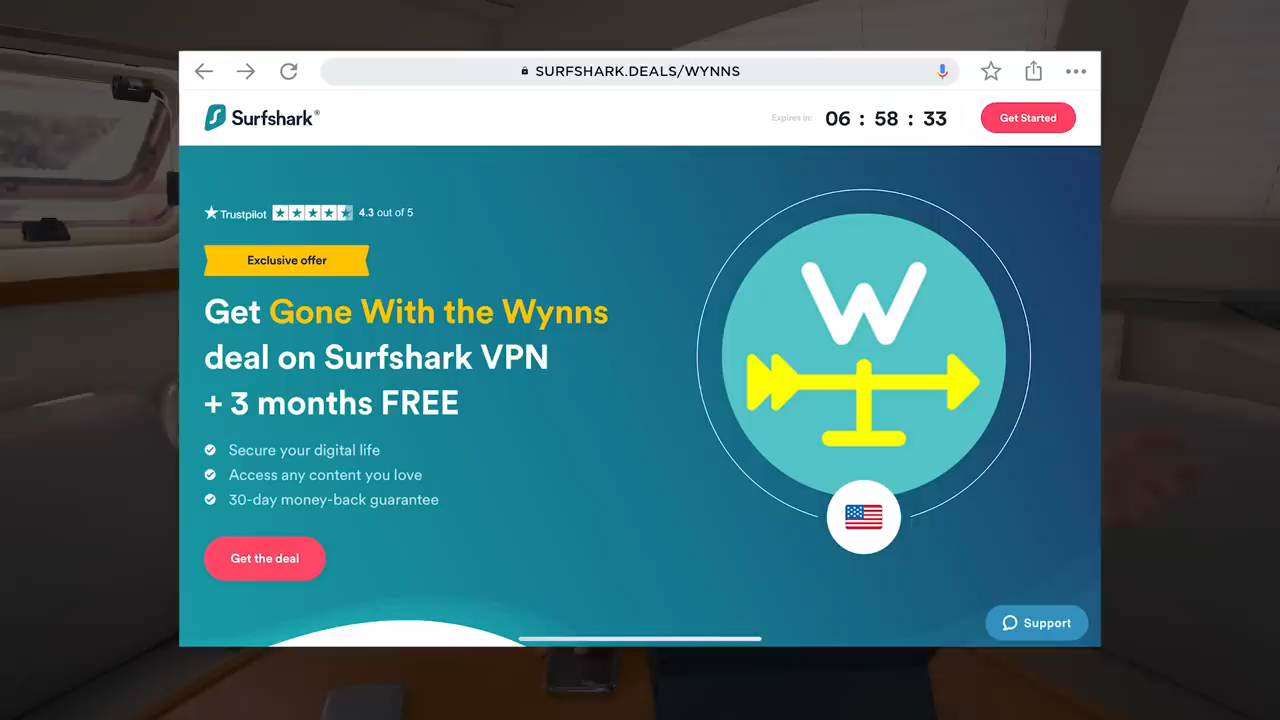 SURFSHARK.DEALS/WYNNS
Surfshark®
Expires in:
06 : 58 : 33
Get Started
Trustpilot
4.3 out of 5
Exclusive offer
Get Gone With the Wynns
deal on Surfshark VPN
+ 3 months FREE
Secure your digital life
Access any content you love
30-day money-back guarantee
Get the deal
W
Support